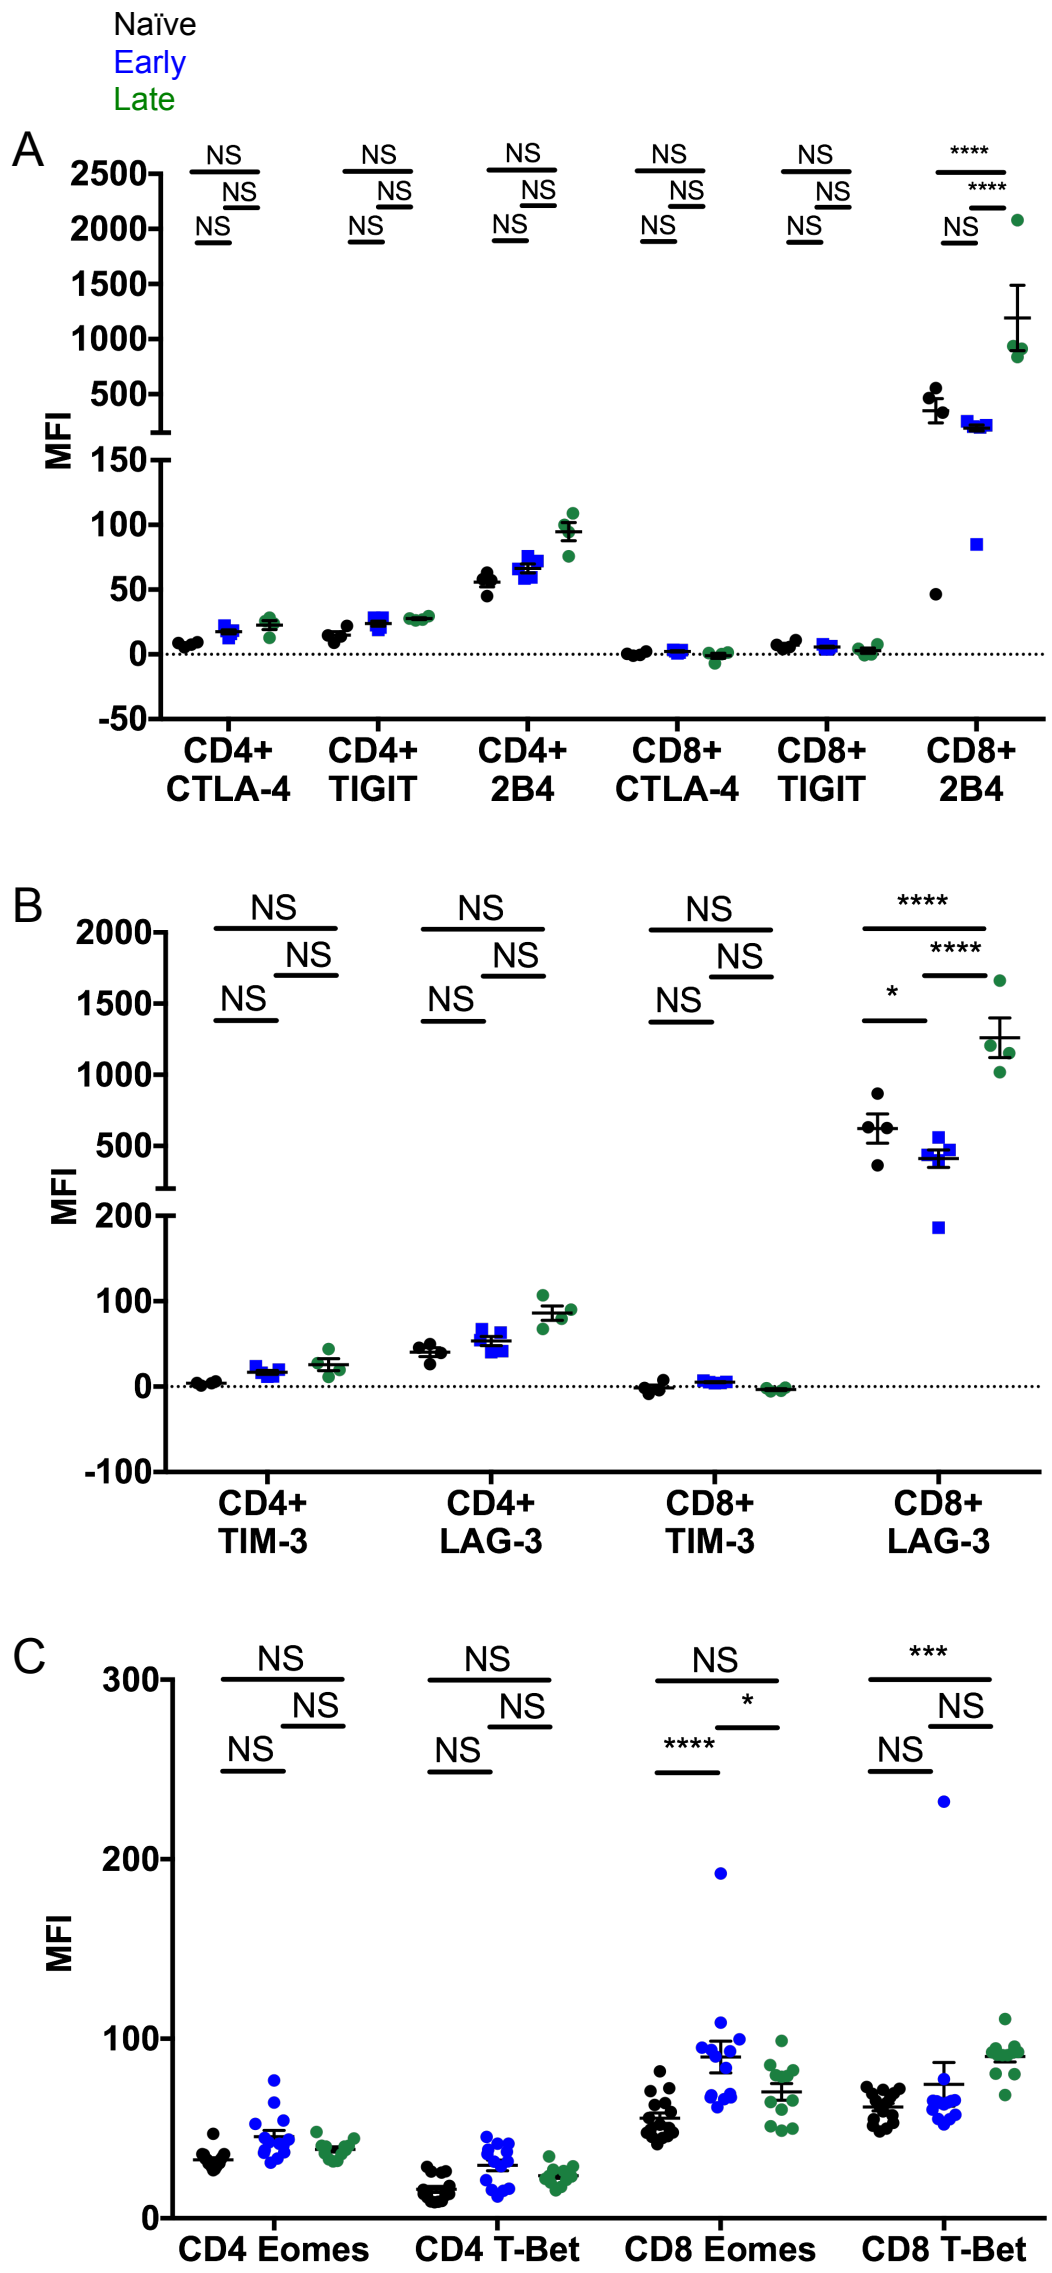 Naïve
Early
Late
A
NS NS NS NS NS ****
NS NS NS NS NS ****
NS NS NS NS NS NS
2500
2000
1500
1000
500
MFI
150
100
50
0
-50
CD4+ CD4+ CD4+ CD8+ CD8+ CD8+
CTLA-4 TIGIT 2B4 CTLA-4 TIGIT 2B4
B
NS NS NS ****
NS NS NS ****
NS NS NS *
2000
1500
1000
500
MFI
200
100
0
-100
CD4+ CD4+ CD8+ CD8+
TIM-3 LAG-3 TIM-3 LAG-3
C
NS NS NS ***
NS NS * NS
NS NS **** NS
300
200
MFI
100
0
CD4 Eomes CD4 T-Bet CD8 Eomes CD8 T-Bet